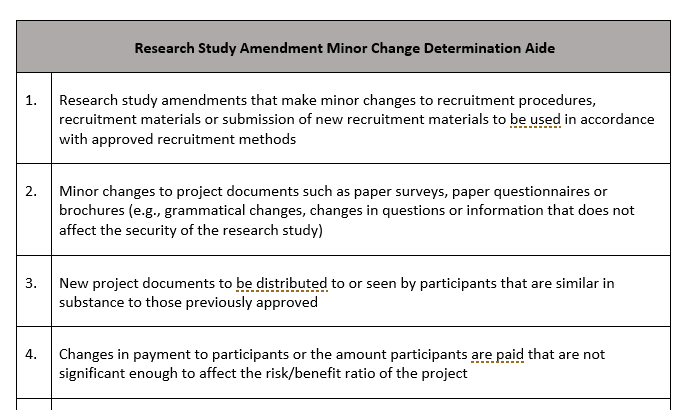 Research Study Amendment Minor Change Determination Aide
1. Research study amendments that make minor changes to recruitment procedures,
recruitment materials or submission of new recruitment materials to be used in accordance
with approved recruitment methods
2. Minor changes to project documents such as paper surveys, paper questionnaires or
brochures (e.g., grammatical changes, changes in questions or information that does not
affect the security of the research study)
3. New project documents to be distributed to or seen by participants that are similar in
substance to those previously approved
4. Changes in payment to participants or the amount participants are paid that are not
significant enough to affect the risk/benefit ratio of the project